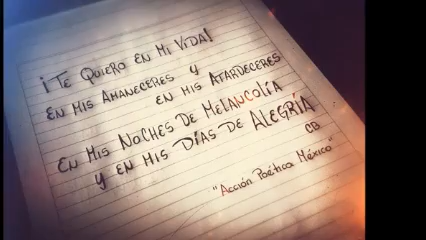 ¡Te Quiero en mi Vida!
en mis Amaneceres y
en mis Atardeceres
en mis Noches de Melancolía
y en mis Días de Alegría
CB
"Acción Poética México"